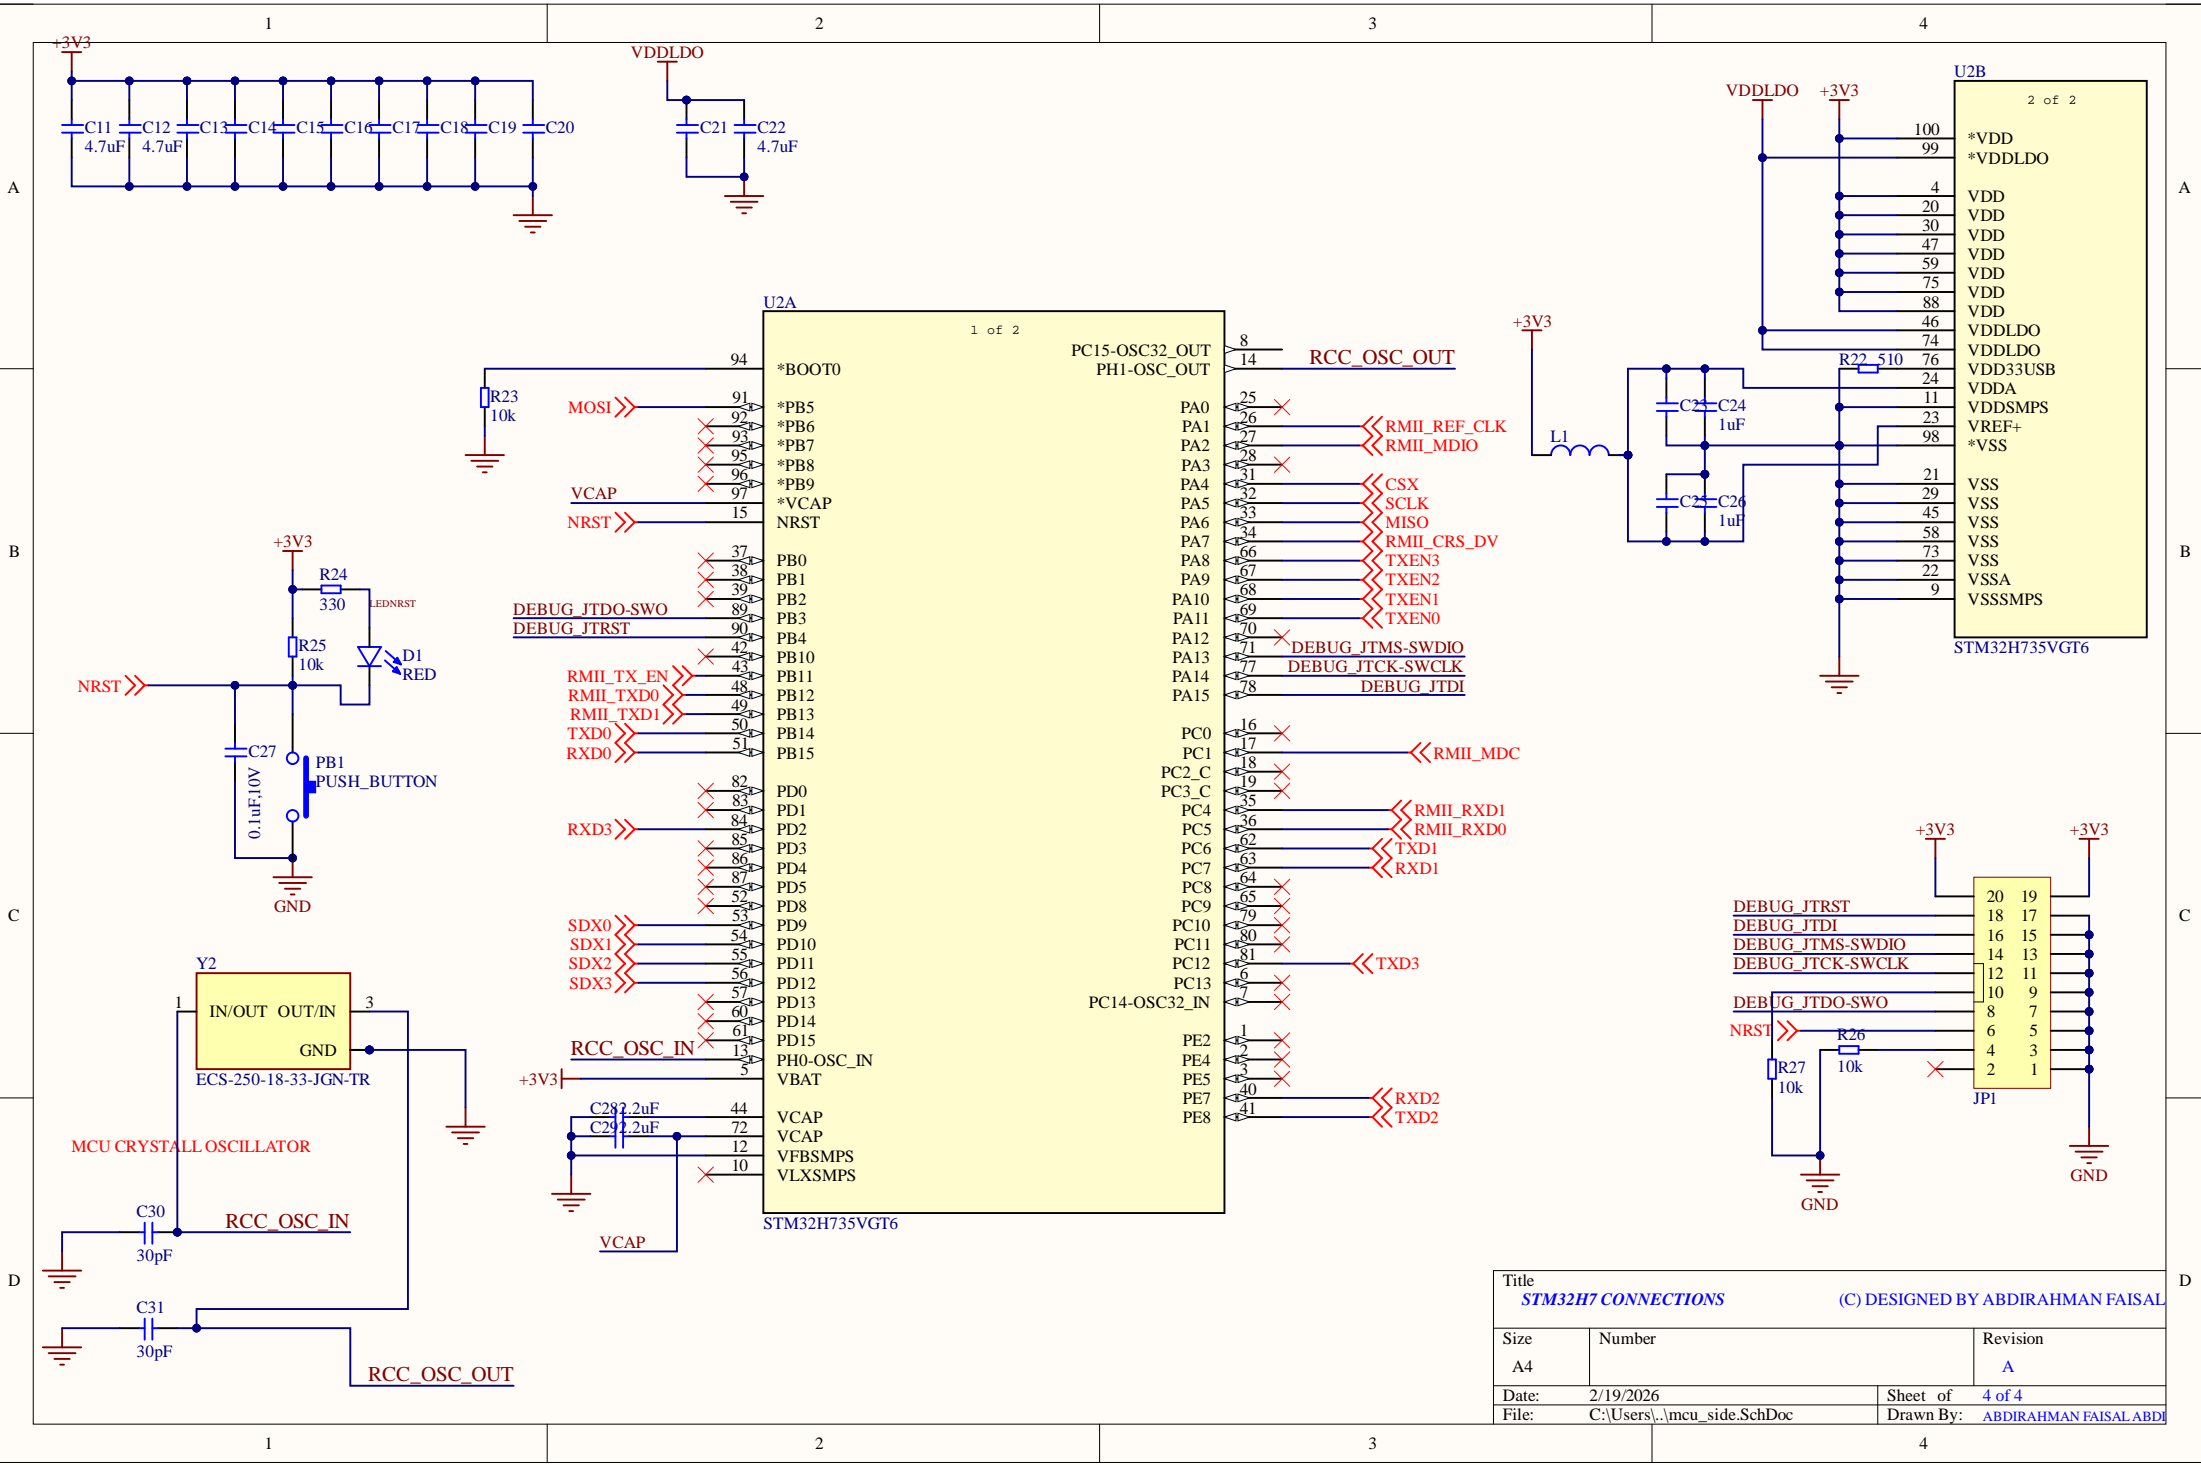 1 2 3 4
A
B
C
D
+3V3
C11
4.7uF
C12
4.7uF
C13
C14
C15
C16
C17
C18
C19
C20
VDDLDO
C21
C22
4.7uF
VDDLDO
+3V3
U2B
2 of 2
100 *VDD
99 *VDDLDO
4 VDD
20 VDD
30 VDD
47 VDD
59 VDD
75 VDD
88 VDD
46 VDDLDO
74 VDDLDO
R22 510
76 VDD33USB
24 VDDA
11 VDDSMPS
23 VREF+
98 *VSS
21 VSS
29 VSS
45 VSS
58 VSS
73 VSS
22 VSSA
9 VSSSMPS
STM32H735VGT6
+3V3
L1
C23
C24
1uF
C25
C26
1uF
U2A
1 of 2
R23
10k
94 *BOOT0
MOSI 91 *PB5
92 *PB6
93 *PB7
95 *PB8
96 *PB9
VCAP 97 *VCAP
NRST 15 NRST
37 PB0
38 PB1
39 PB2
DEBUG_JTDO-SWO 89 PB3
DEBUG_JTRST 90 PB4
42 PB10
RMII_TX_EN 43 PB11
RMII_TXD0 48 PB12
RMII_TXD1 49 PB13
TXD0 50 PB14
RXD0 51 PB15
82 PD0
83 PD1
RXD3 84 PD2
85 PD3
86 PD4
87 PD5
52 PD8
SDX0 53 PD9
SDX1 54 PD10
SDX2 55 PD11
SDX3 56 PD12
57 PD13
60 PD14
61 PD15
RCC_OSC_IN 13 PH0-OSC_IN
+3V3 5 VBAT
C28 2.2uF 44 VCAP
C29 2.2uF 72 VCAP
12 VFBSMPS
10 VLXSMPS
VCAP
STM32H735VGT6
PC15-OSC32_OUT 8
PH1-OSC_OUT 14 RCC_OSC_OUT
PA0 25
PA1 26 RMII_REF_CLK
PA2 27 RMII_MDIO
PA3 28
PA4 31 CSX
PA5 32 SCLK
PA6 33 MISO
PA7 34 RMII_CRS_DV
PA8 66 TXEN3
PA9 67 TXEN2
PA10 68 TXEN1
PA11 69 TXEN0
PA12 70
PA13 71 DEBUG_JTMS-SWDIO
PA14 77 DEBUG_JTCK-SWCLK
PA15 78 DEBUG_JTDI
PC0 16
PC1 17 RMII_MDC
PC2_C 18
PC3_C 19
PC4 35 RMII_RXD1
PC5 36 RMII_RXD0
PC6 62 TXD1
PC7 63 RXD1
PC8 64
PC9 65
PC10 79
PC11 80
PC12 81 TXD3
PC13 6
PC14-OSC32_IN 7
PE2 1
PE4 2
PE5 3
PE7 40 RXD2
PE8 41 TXD2
+3V3
R24
330
LEDNRST
R25
10k
D1
RED
NRST
C27
0.1uF,10V
PB1
PUSH_BUTTON
GND
Y2
1 IN/OUT OUT/IN 3
GND
ECS-250-18-33-JGN-TR
MCU CRYSTALL OSCILLATOR
C30
30pF
RCC_OSC_IN
C31
30pF
RCC_OSC_OUT
+3V3 +3V3
20 19
DEBUG_JTRST 18 17
DEBUG_JTDI 16 15
DEBUG_JTMS-SWDIO 14 13
DEBUG_JTCK-SWCLK 12 11
10 9
DEBUG_JTDO-SWO 8 7
NRST 6 5
R26
10k
4 3
2 1
R27
10k
JP1
GND
GND
Title
STM32H7 CONNECTIONS (C) DESIGNED BY ABDIRAHMAN FAISAL
Size Number Revision
A4 A
Date: 2/19/2026 Sheet of 4 of 4
File: C:\Users\..\mcu_side.SchDoc Drawn By: ABDIRAHMAN FAISAL ABDI
A
B
C
D
1 2 3 4